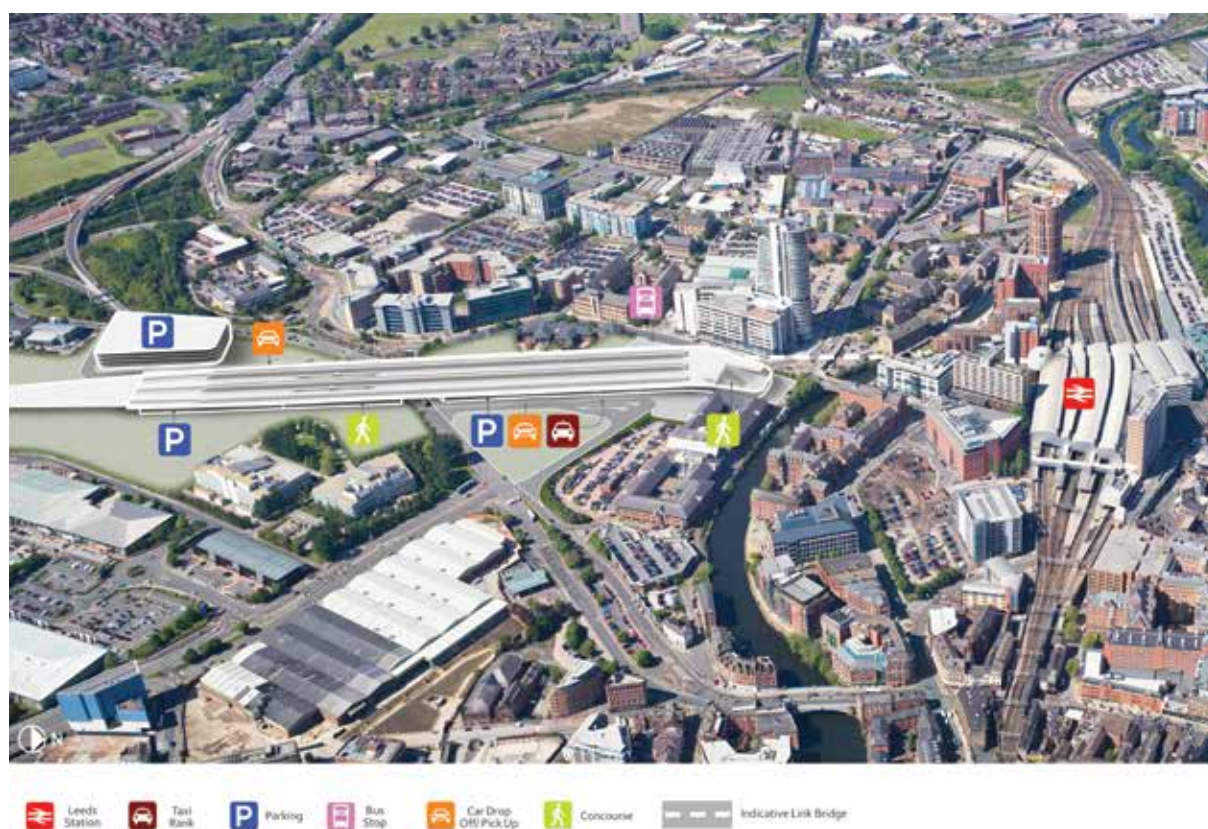 P
P
P
N
Leeds
Station
Taxi
Rank
P
Parking
Bus
Stop
Car Drop
Off/ Pick Up
Concourse
Indicative Link Bridge